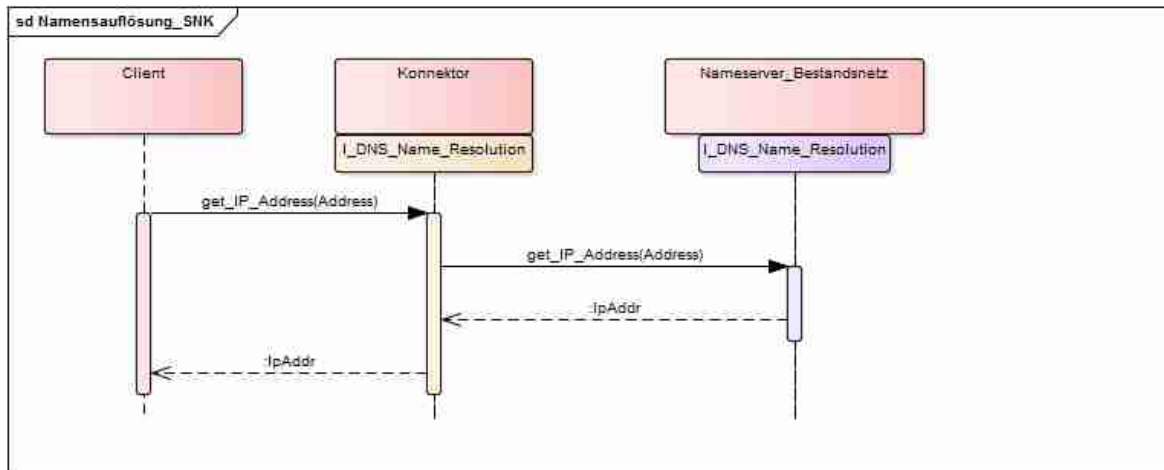 sd Namensauflösung_SNK
Client
Konnektor
Nameserver_Bestandsnetz
I_DNS_Name_Resolution
I_DNS_Name_Resolution
get_IP_Address(Address)
get_IP_Address(Address)
:IpAddr
:IpAddr